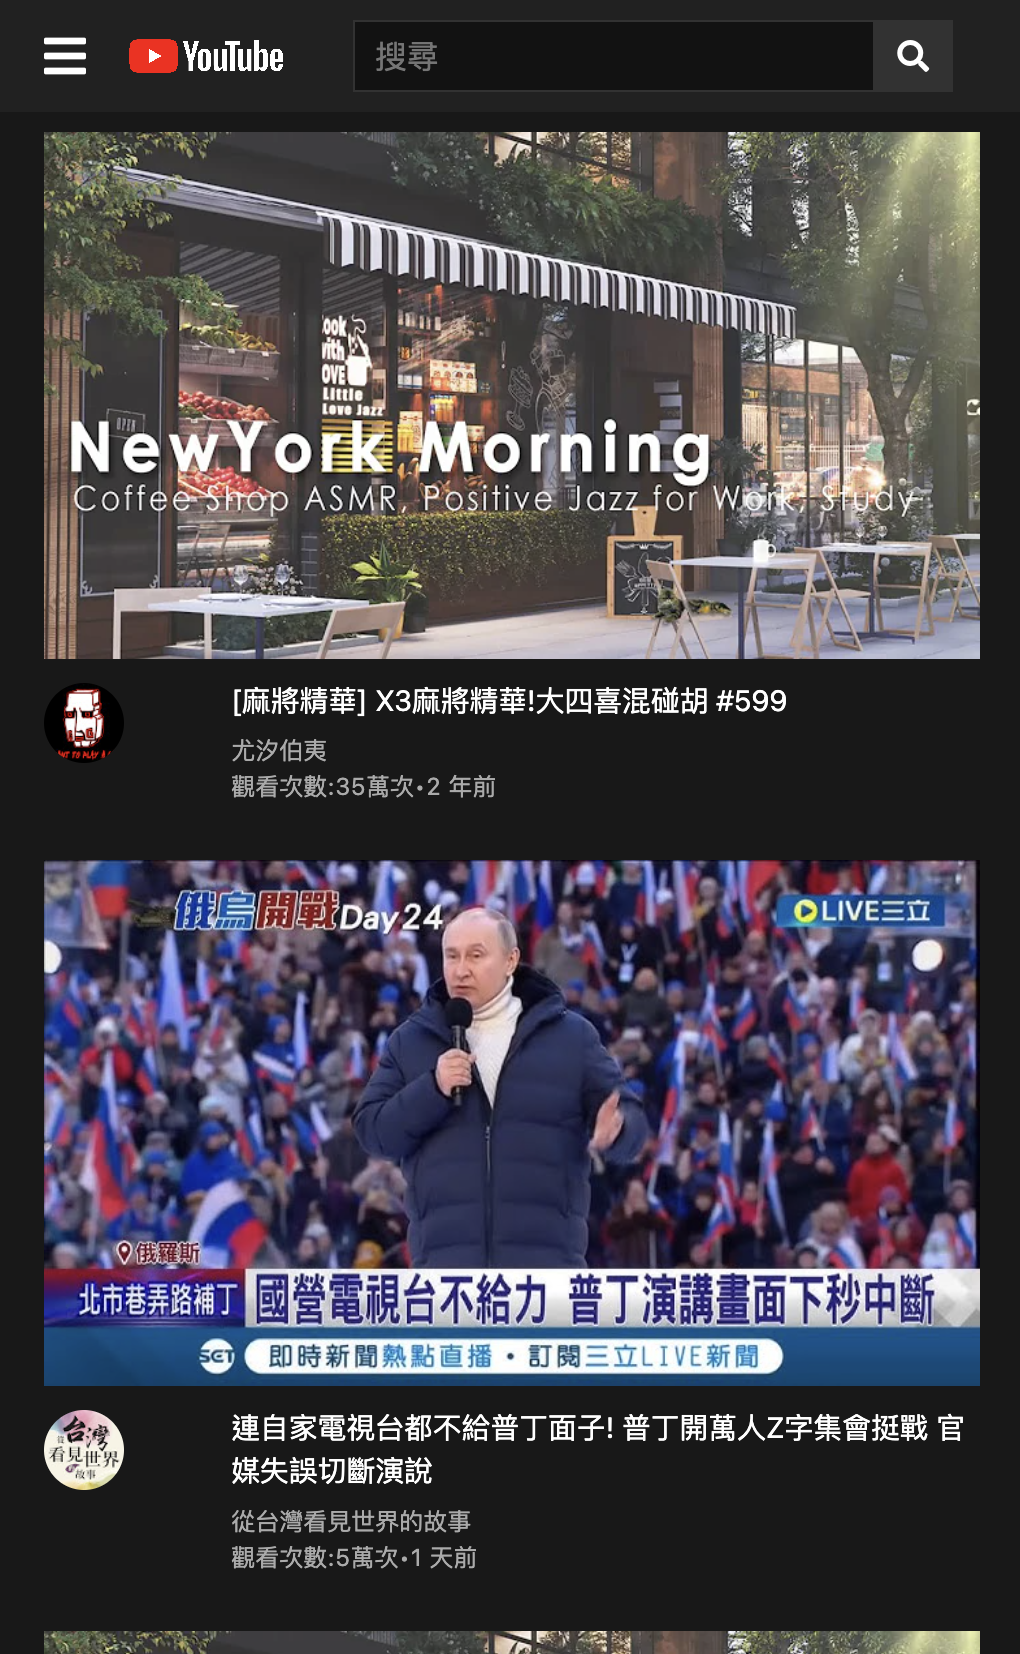 YouTube
搜尋
OPEN
ook
with
OVE
Little
Love Jazz
NewYork Morning
Coffee Shop ASMR, Positive Jazz for Work, Study
[麻將精華] X3麻將精華!大四喜混碰胡 #599
尤汐伯夷
觀看次數:35萬次•2 年前
俄烏開戰Day24
LIVE三立
俄羅斯
北市巷弄路補丁
國營電視台不給力 普丁演講畫面下秒中斷
SET
即時新聞熱點直播・訂閱三立LIVE新聞
台灣
從
看見世界
的故事
連自家電視台都不給普丁面子! 普丁開萬人Z字集會挺戰 官
媒失誤切斷演說
從台灣看見世界的故事
觀看次數:5萬次•1 天前